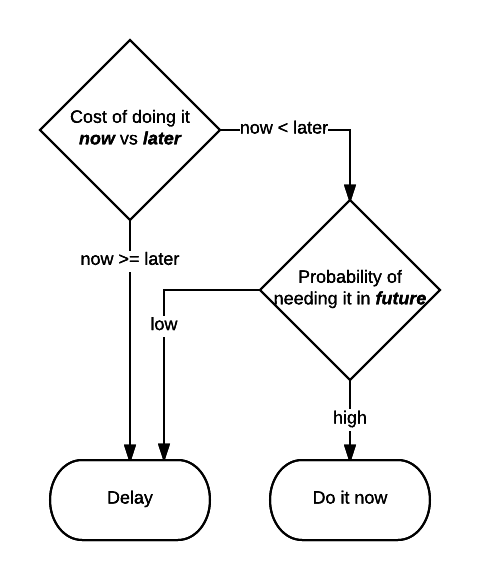 Cost of doing it
now vs later
now < later
now >= later
Probability of
needing it in future
low
high
Delay
Do it now